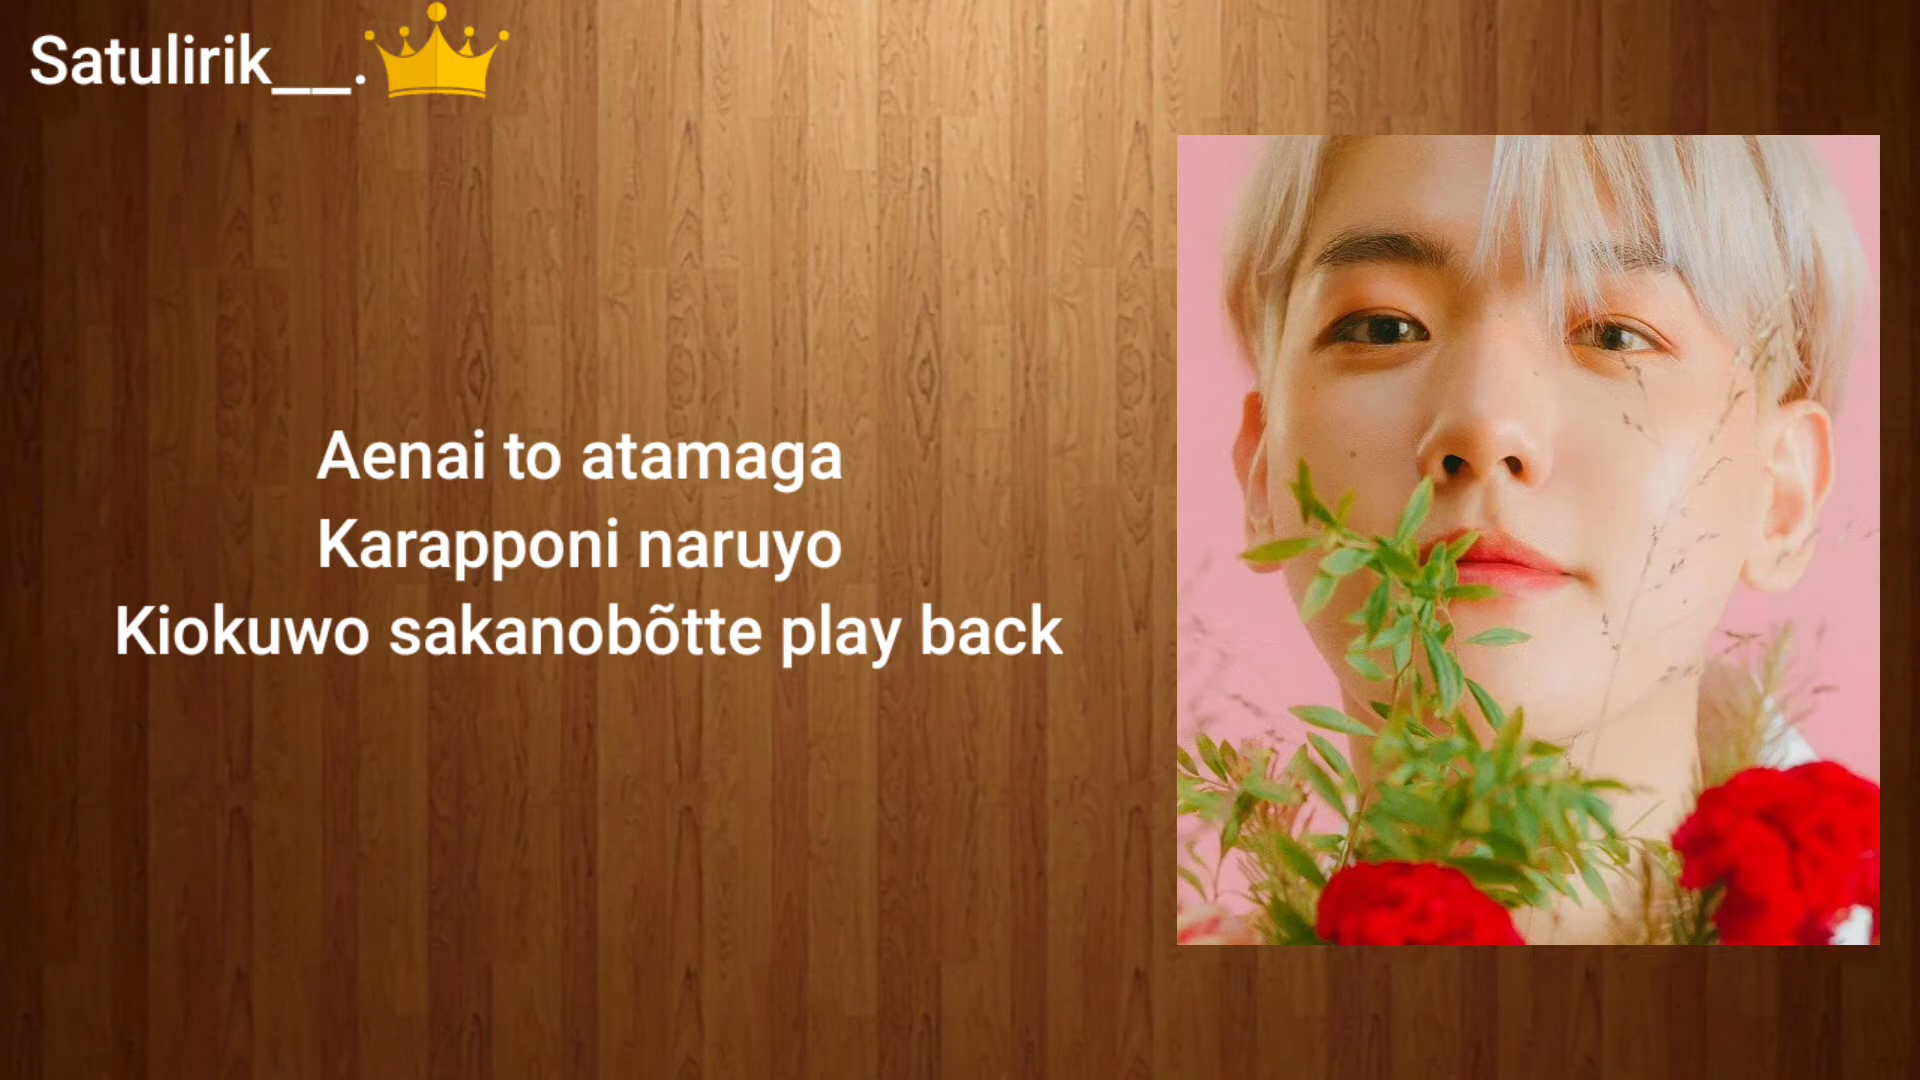 Satulirik__.
Aenai to atamaga
Karapponi naruyo
Kiokuwo sakanobõtte play back